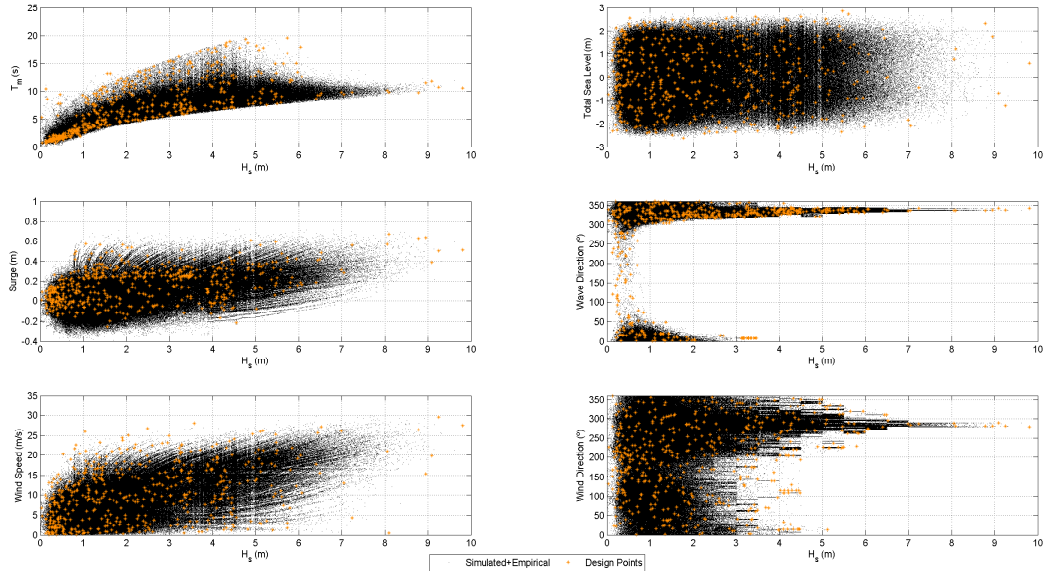 25
20
15
10
5
0
T_m (s)
0 1 2 3 4 5 6 7 8 9 10
H_s (m)
3
2
1
0
-1
-2
-3
Total Sea Level (m)
0 1 2 3 4 5 6 7 8 9 10
H_s (m)
1
0.8
0.6
0.4
0.2
0
-0.2
-0.4
Surge (m)
0 1 2 3 4 5 6 7 8 9 10
H_s (m)
350
300
250
200
150
100
50
0
Wave Direction (º)
0 1 2 3 4 5 6 7 8 9 10
H_s (m)
35
30
25
20
15
10
5
0
Wind Speed (m/s)
0 1 2 3 4 5 6 7 8 9 10
H_s (m)
350
300
250
200
150
100
50
0
Wind Direction (º)
0 1 2 3 4 5 6 7 8 9 10
H_s (m)
Simulated+Empirical
Design Points